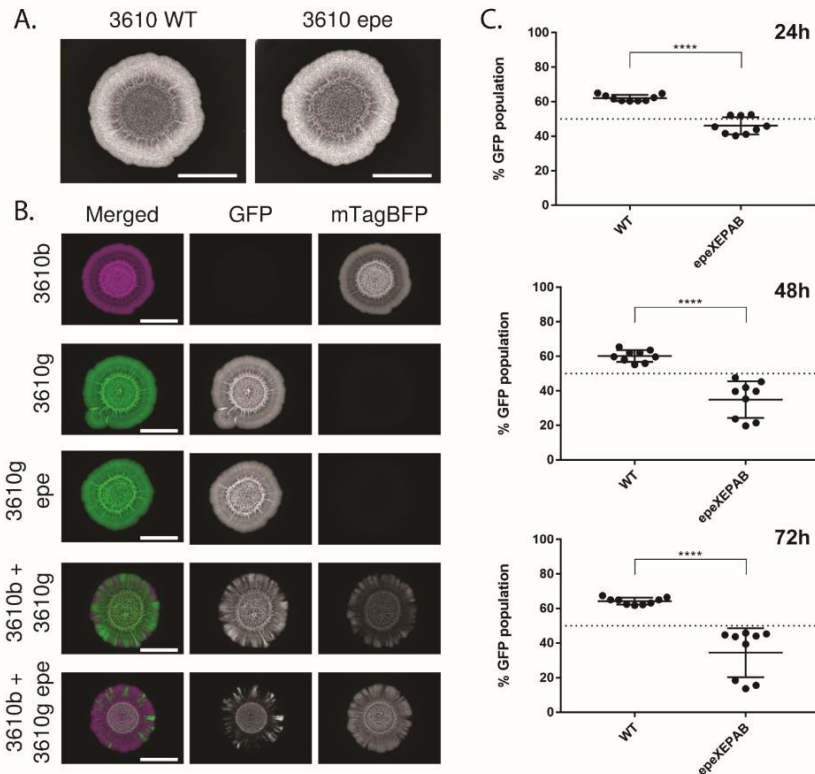 A.
3610 WT
3610 epe
B.
Merged
GFP
mTagBFP
3610b
3610g
3610g
epe
3610b +
3610g
3610b +
3610g epe
C.
24h
****
% GFP population
100
80
60
40
20
0
WT
epeXEPAB
48h
****
% GFP population
100
80
60
40
20
0
WT
epeXEPAB
72h
****
% GFP population
100
80
60
40
20
0
WT
epeXEPAB